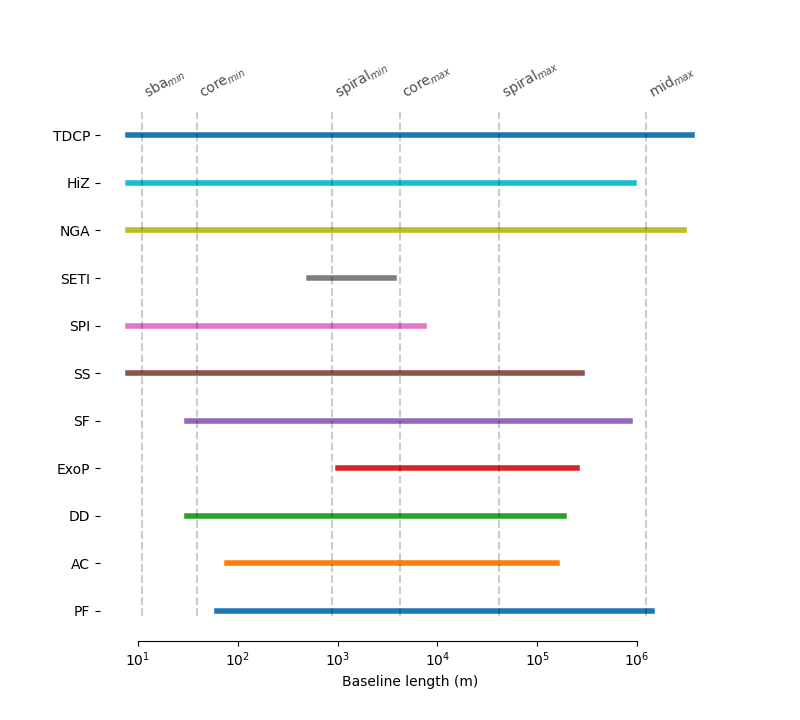 sba_min core_min spiral_min core_max spiral_max mid_max
TDCP
HiZ
NGA
SETI
SPI
SS
SF
ExoP
DD
AC
PF
10^1 10^2 10^3 10^4 10^5 10^6
Baseline length (m)